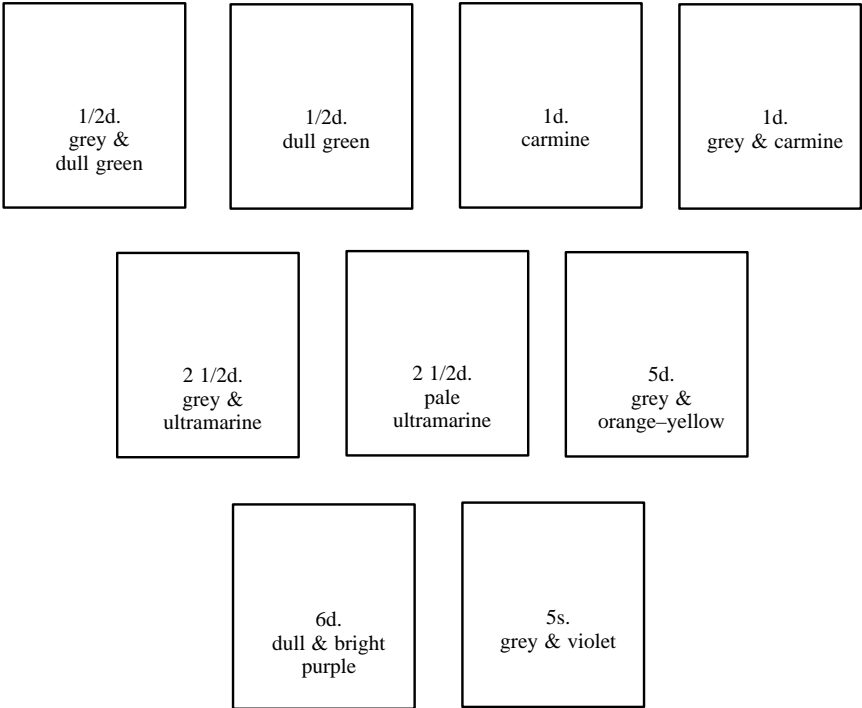 1/2d.
grey &
dull green
1/2d.
dull green
1d.
carmine
1d.
grey & carmine
2 1/2d.
grey &
ultramarine
2 1/2d.
pale
ultramarine
5d.
grey &
orange–yellow
6d.
dull & bright
purple
5s.
grey & violet